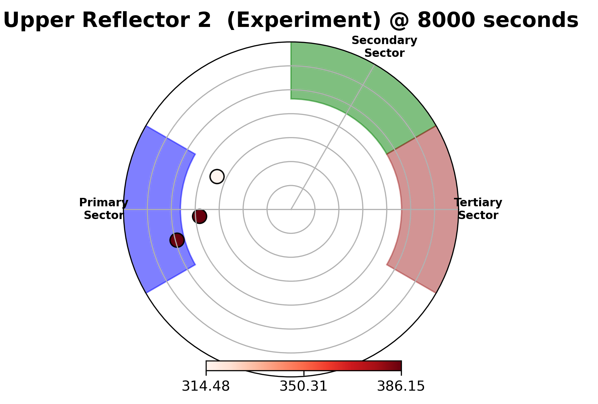 Upper Reflector 2  (Experiment) @ 8000 seconds
Secondary
Sector
Primary
Sector
Tertiary
Sector
314.48
350.31
386.15